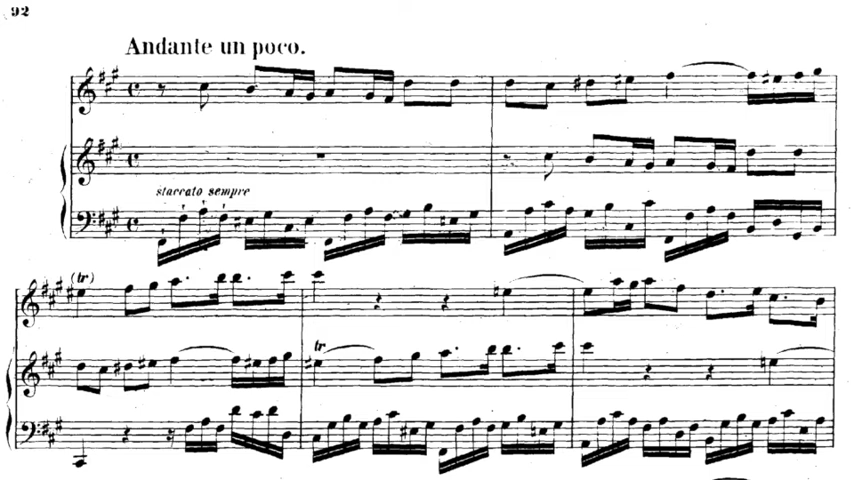 92
Andante un poco.
staccato sempre
(tr)
tr